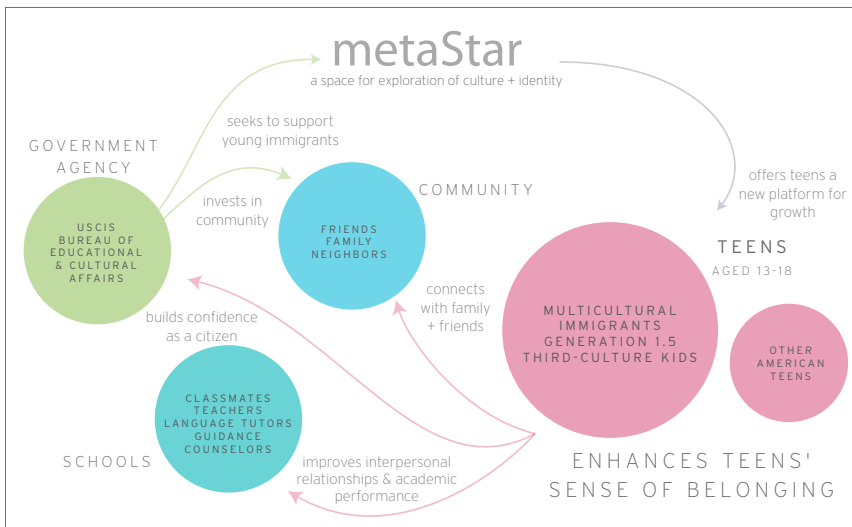 metaStar
a space for exploration of culture + identity
seeks to support
young immigrants
GOVERNMENT
AGENCY
invests in
community
USCIS
BUREAU OF
EDUCATIONAL
& CULTURAL
AFFAIRS
COMMUNITY
FRIENDS
FAMILY
NEIGHBORS
offers teens a
new platform for
growth
TEENS
AGED 13-18
connects
with family
+ friends
MULTICULTURAL
IMMIGRANTS
GENERATION 1.5
THIRD-CULTURE KIDS
OTHER
AMERICAN
TEENS
builds confidence
as a citizen
CLASSMATES
TEACHERS
LANGUAGE TUTORS
GUIDANCE
COUNSELORS
SCHOOLS
improves interpersonal
relationships & academic
performance
ENHANCES TEENS'
SENSE OF BELONGING